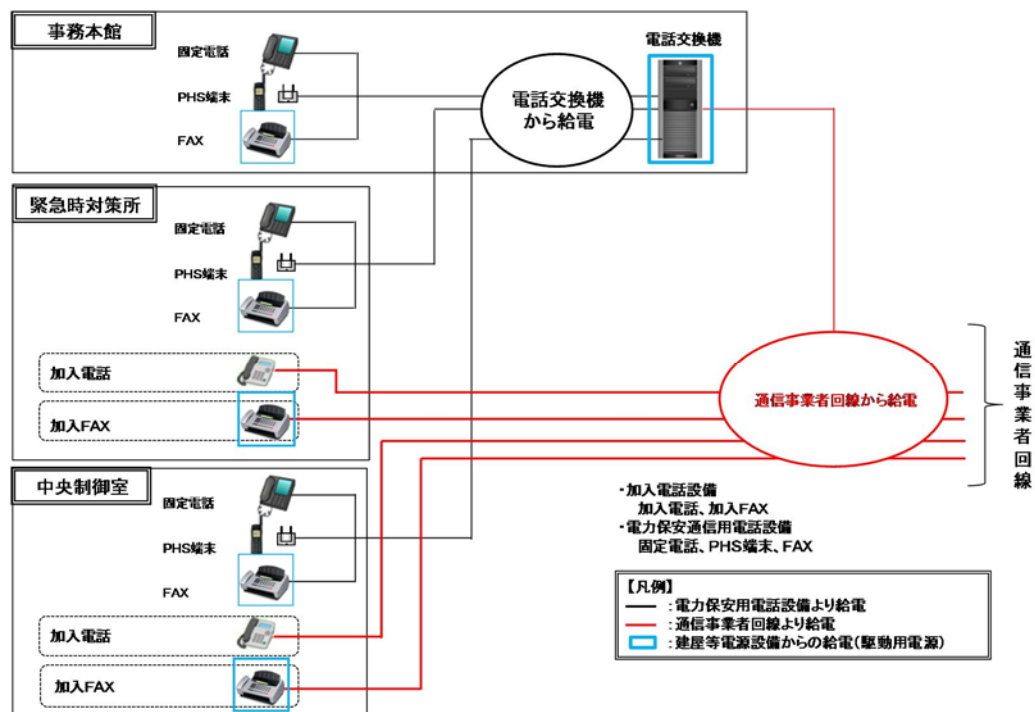 事務本館
固定電話
PHS端末
FAX
電話交換機
から給電
電話交換機
緊急時対策所
固定電話
PHS端末
FAX
加入電話
加入FAX
通信事業者回線から給電
通信事業者回線
中央制御室
固定電話
PHS端末
FAX
加入電話
加入FAX
・加入電話設備
加入電話、加入FAX
・電力保安通信用電話設備
固定電話、PHS端末、FAX
【凡例】
:電力保安用電話設備より給電
:通信事業者回線より給電
:建屋等電源設備からの給電(駆動用電源)